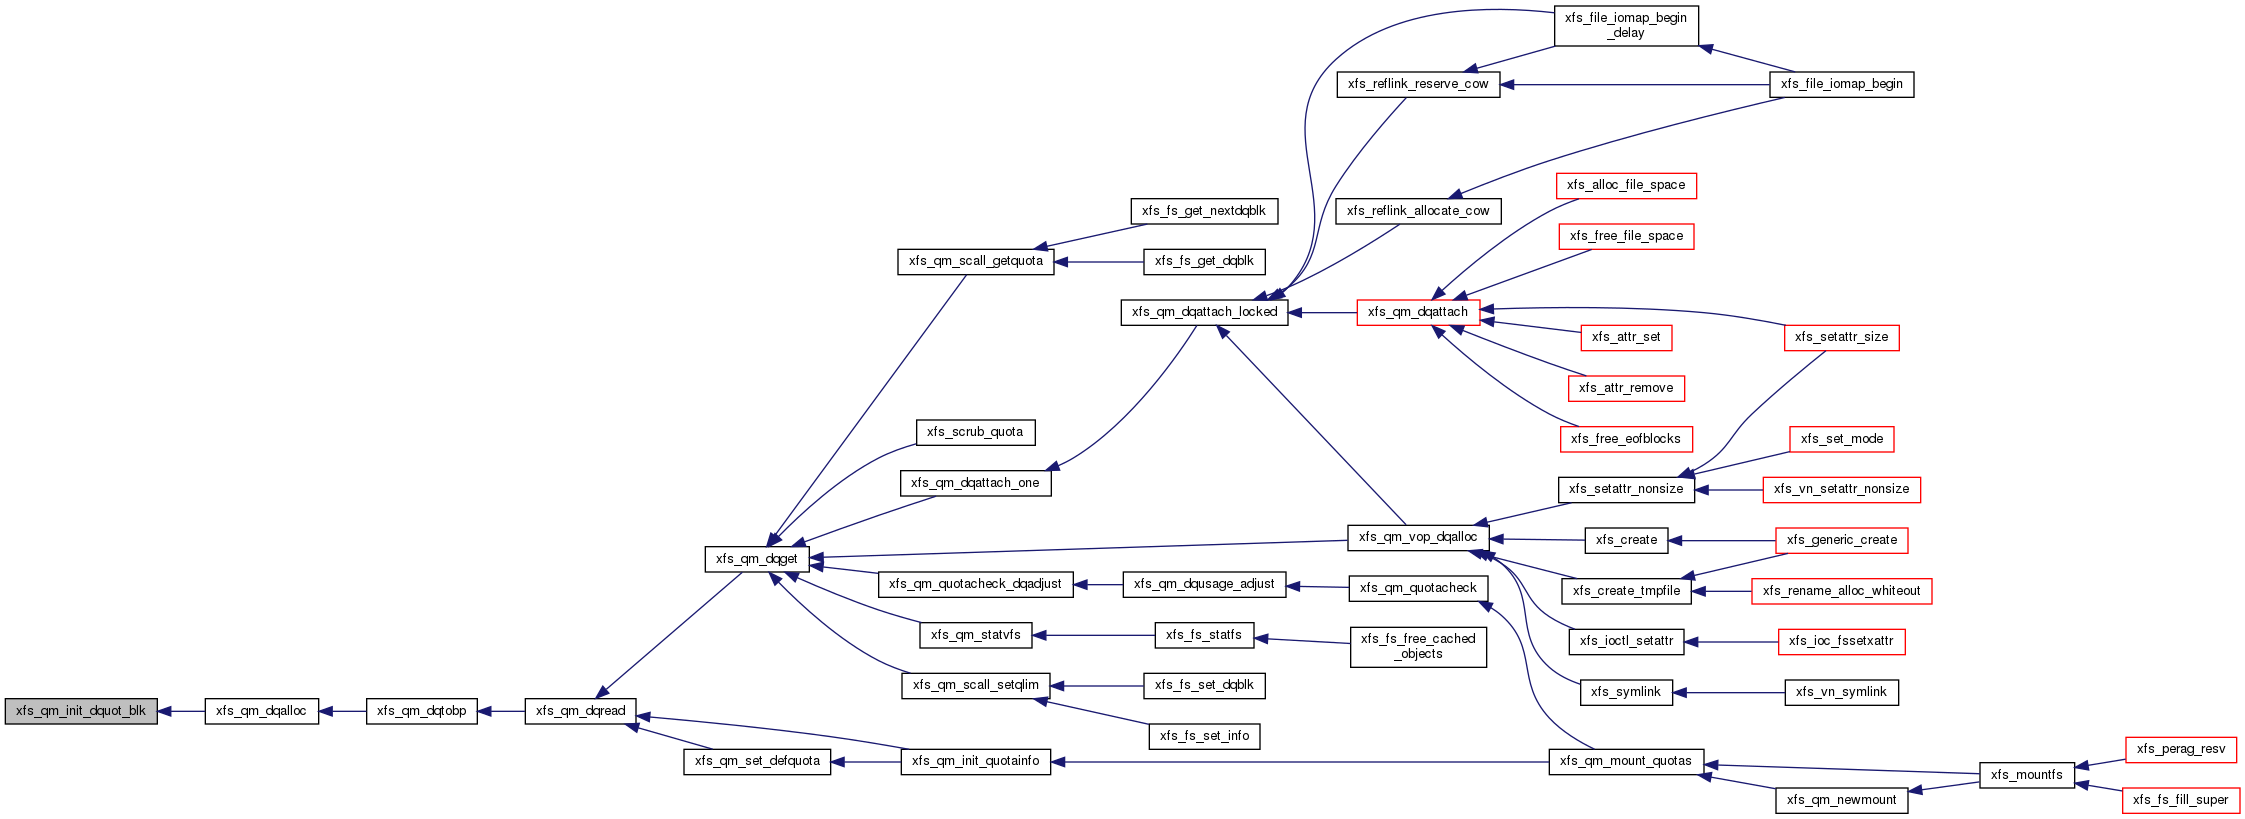 xfs_file_iomap_begin
_delay
xfs_reflink_reserve_cow
xfs_file_iomap_begin
xfs_alloc_file_space
xfs_fs_get_nextdqblk
xfs_reflink_allocate_cow
xfs_free_file_space
xfs_qm_scall_getquota
xfs_fs_get_dqblk
xfs_qm_dqattach_locked
xfs_qm_dqattach
xfs_attr_set
xfs_setattr_size
xfs_attr_remove
xfs_scrub_quota
xfs_free_eofblocks
xfs_set_mode
xfs_qm_dqattach_one
xfs_setattr_nonsize
xfs_vn_setattr_nonsize
xfs_qm_vop_dqalloc
xfs_create
xfs_generic_create
xfs_qm_dqget
xfs_qm_quotacheck_dqadjust
xfs_qm_dqusage_adjust
xfs_qm_quotacheck
xfs_create_tmpfile
xfs_rename_alloc_whiteout
xfs_qm_statvfs
xfs_fs_statfs
xfs_fs_free_cached
_objects
xfs_ioctl_setattr
xfs_ioc_fssetxattr
xfs_qm_scall_setqlim
xfs_fs_set_dqblk
xfs_symlink
xfs_vn_symlink
xfs_qm_init_dquot_blk
xfs_qm_dqalloc
xfs_qm_dqtobp
xfs_qm_dqread
xfs_fs_set_info
xfs_qm_set_defquota
xfs_qm_init_quotainfo
xfs_qm_mount_quotas
xfs_perag_resv
xfs_mountfs
xfs_qm_newmount
xfs_fs_fill_super